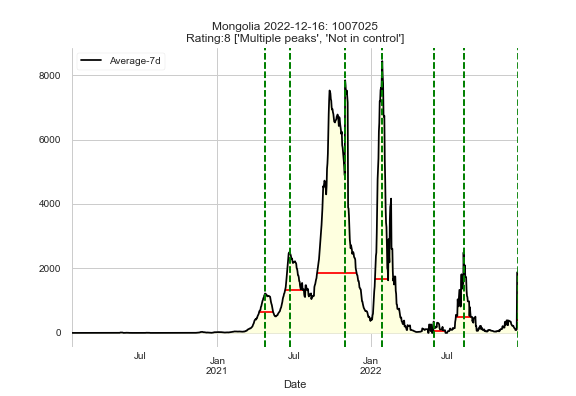 Mongolia 2022-12-16: 1007025
Rating:8 ['Multiple peaks', 'Not in control']
Average-7d
8000
6000
4000
2000
0
Jul
Jan
2021
Jul
Jan
2022
Jul
Date